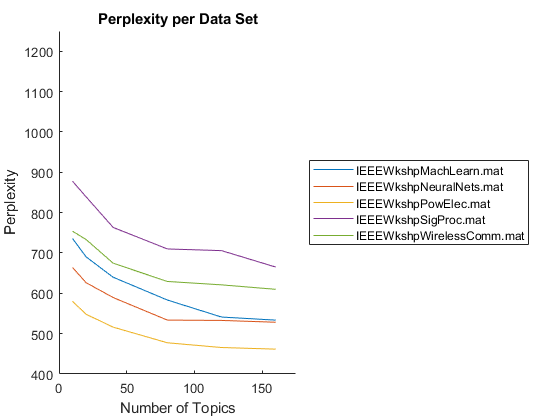 Perplexity per Data Set
Perplexity
1200
1100
1000
900
800
700
600
500
400
0
50
100
150
Number of Topics
IEEEWkshpMachLearn.mat
IEEEWkshpNeuralNets.mat
IEEEWkshpPowElec.mat
IEEEWkshpSigProc.mat
IEEEWkshpWirelessComm.mat